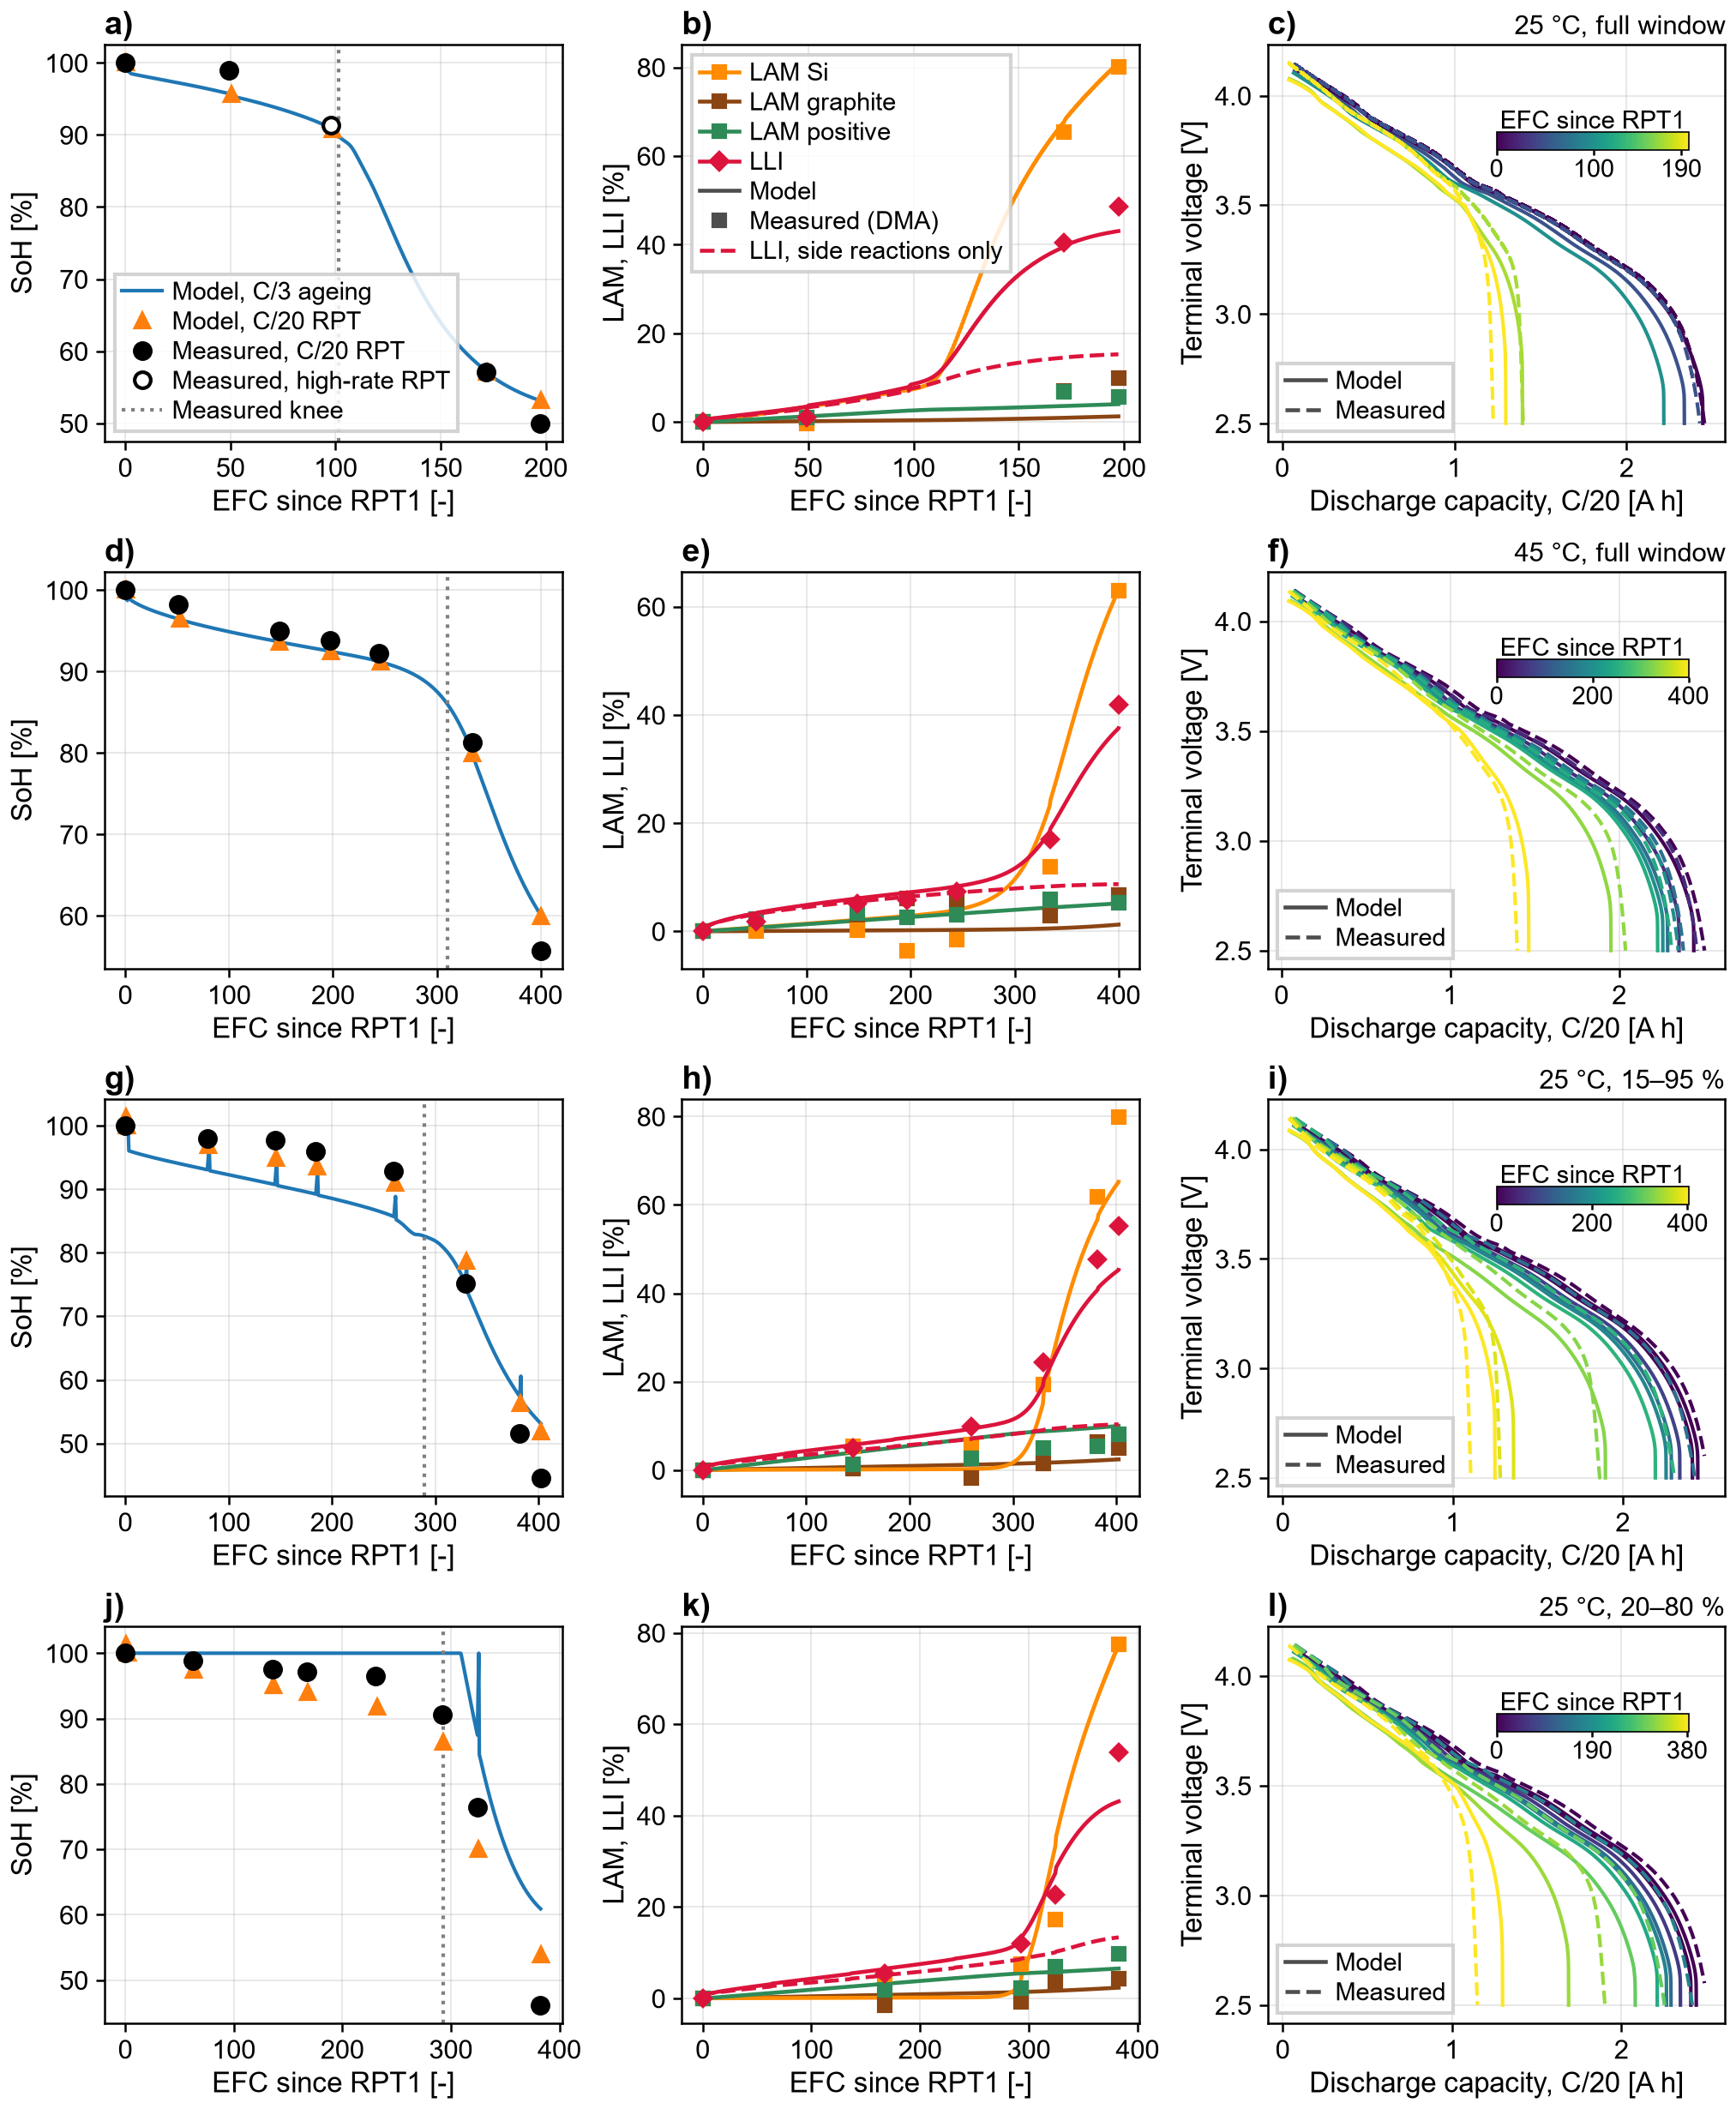 a)
SoH [%]
100
90
80
70
60
50
Model, C/3 ageing
Model, C/20 RPT
Measured, C/20 RPT
Measured, high-rate RPT
Measured knee
0 50 100 150 200
EFC since RPT1 [-]
b)
LAM, LLI [%]
80
60
40
20
0
LAM Si
LAM graphite
LAM positive
LLI
Model
Measured (DMA)
LLI, side reactions only
0 50 100 150 200
EFC since RPT1 [-]
c)
25 °C, full window
Terminal voltage [V]
4.0
3.5
3.0
2.5
EFC since RPT1
0 100 190
Model
Measured
0 1 2
Discharge capacity, C/20 [A h]
d)
SoH [%]
100
90
80
70
60
0 100 200 300 400
EFC since RPT1 [-]
e)
LAM, LLI [%]
60
40
20
0
0 100 200 300 400
EFC since RPT1 [-]
f)
45 °C, full window
Terminal voltage [V]
4.0
3.5
3.0
2.5
EFC since RPT1
0 200 400
Model
Measured
0 1 2
Discharge capacity, C/20 [A h]
g)
SoH [%]
100
90
80
70
60
50
0 100 200 300 400
EFC since RPT1 [-]
h)
LAM, LLI [%]
80
60
40
20
0
0 100 200 300 400
EFC since RPT1 [-]
i)
25 °C, 15–95 %
Terminal voltage [V]
4.0
3.5
3.0
2.5
EFC since RPT1
0 200 400
Model
Measured
0 1 2
Discharge capacity, C/20 [A h]
j)
SoH [%]
100
90
80
70
60
50
0 100 200 300 400
EFC since RPT1 [-]
k)
LAM, LLI [%]
80
60
40
20
0
0 100 200 300 400
EFC since RPT1 [-]
l)
25 °C, 20–80 %
Terminal voltage [V]
4.0
3.5
3.0
2.5
EFC since RPT1
0 190 380
Model
Measured
0 1 2
Discharge capacity, C/20 [A h]